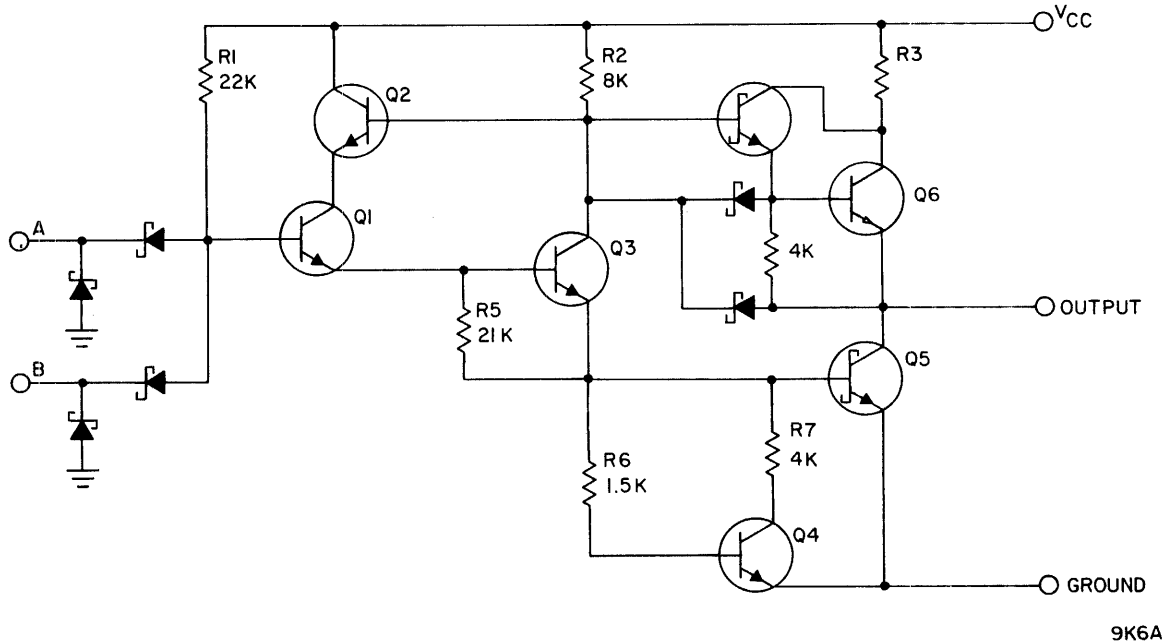 VCC
R1
22K
Q2
R2
8K
R3
A
Q1
Q3
Q6
4K
R5
21K
OUTPUT
B
Q5
R6
1.5K
R7
4K
Q4
GROUND
9K6A